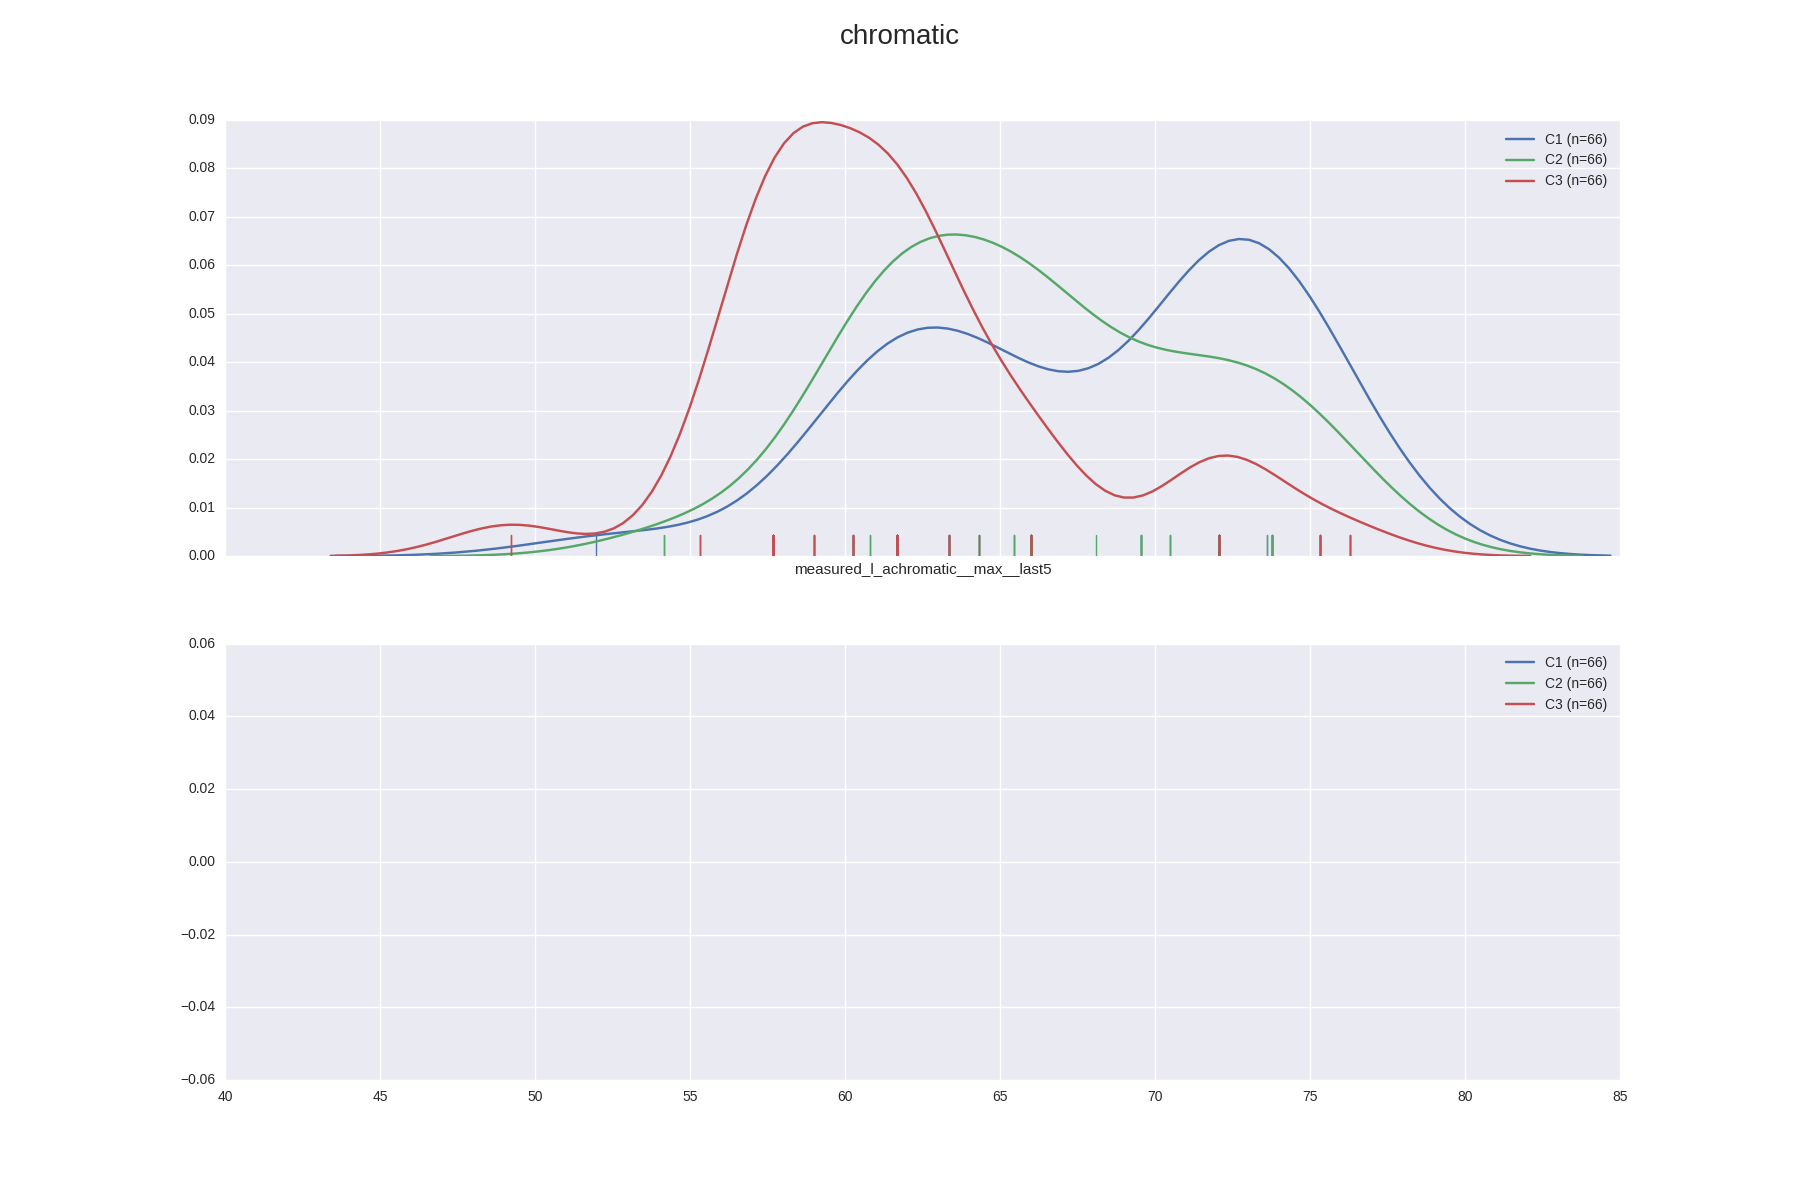 chromatic
0.09
0.08
0.07
0.06
0.05
0.04
0.03
0.02
0.01
0.00
C1 (n=66)
C2 (n=66)
C3 (n=66)
measured_l_achromatic__max__last5
0.06
0.04
0.02
0.00
−0.02
−0.04
−0.06
C1 (n=66)
C2 (n=66)
C3 (n=66)
40 45 50 55 60 65 70 75 80 85